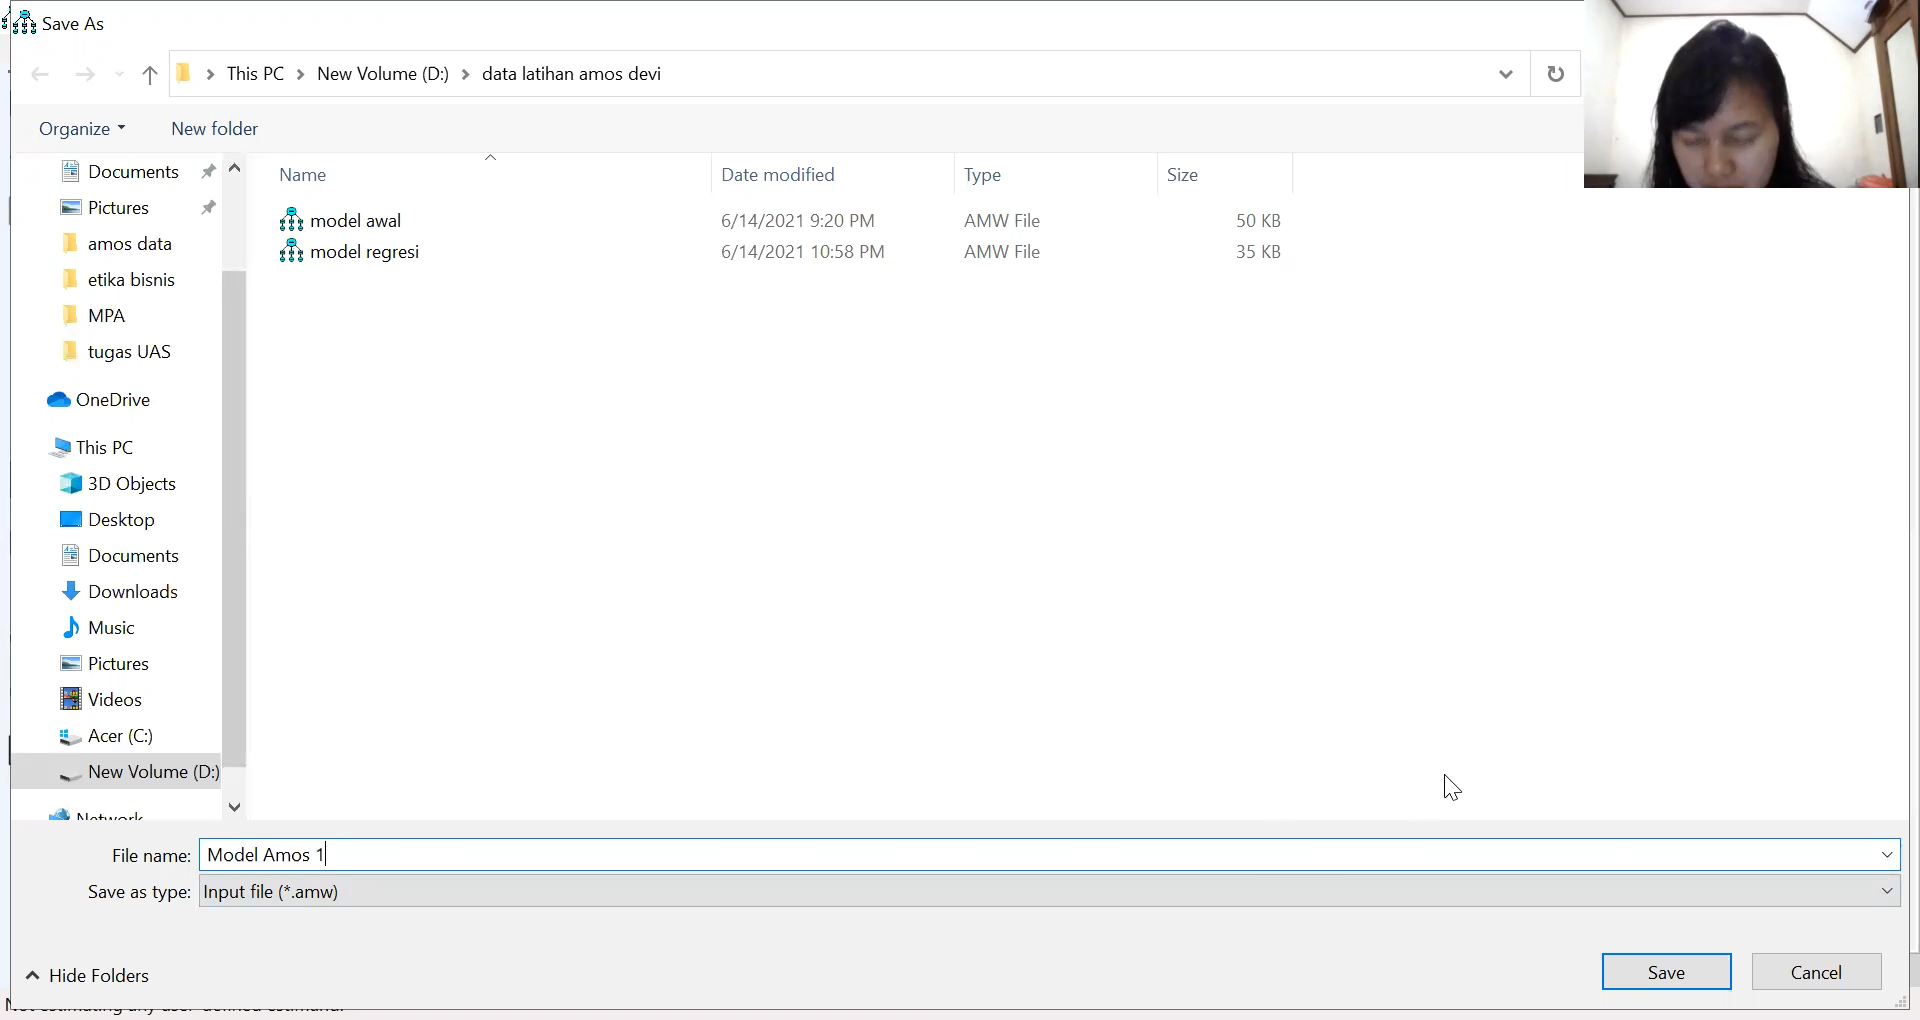 Save As
This PC > New Volume (D:) > data latihan amos devi
Organize
New folder
Name
Date modified
Type
Size
model awal
6/14/2021 9:20 PM
AMW File
50 KB
model regresi
6/14/2021 10:58 PM
AMW File
35 KB
Documents
Pictures
amos data
etika bisnis
MPA
tugas UAS
OneDrive
This PC
3D Objects
Desktop
Documents
Downloads
Music
Pictures
Videos
Acer (C:)
New Volume (D:)
Network
File name: Model Amos 1
Save as type: Input file (*.amw)
Hide Folders
Save
Cancel